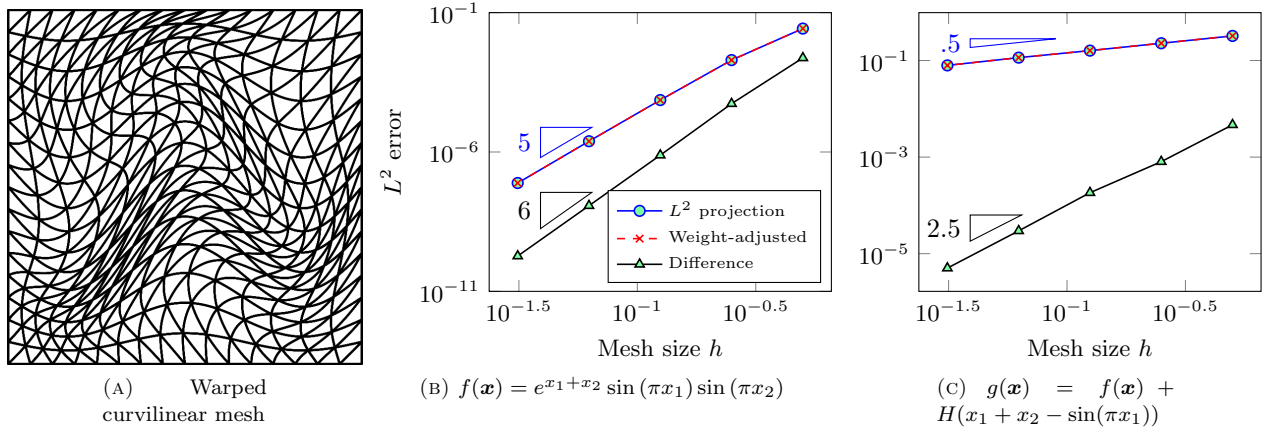 10^{-1}
10^{-6}
10^{-11}
L^2 error
5
6
L^2 projection
Weight-adjusted
Difference
10^{-1.5}
10^{-1}
10^{-0.5}
Mesh size h
10^{-1}
10^{-3}
10^{-5}
.5
2.5
10^{-1.5}
10^{-1}
10^{-0.5}
Mesh size h
(A) Warped
curvilinear mesh
(B) f(x) = e^{x_1+x_2} sin (πx_1) sin (πx_2)
(C) g(x) = f(x) +
H(x_1 + x_2 − sin(πx_1))